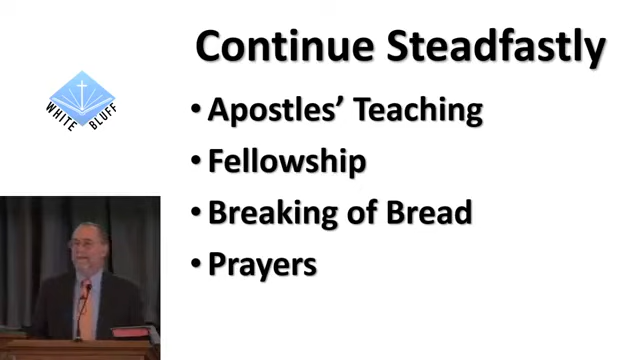 Continue Steadfastly
WHITE BLUFF
• Apostles’ Teaching
• Fellowship
• Breaking of Bread
• Prayers